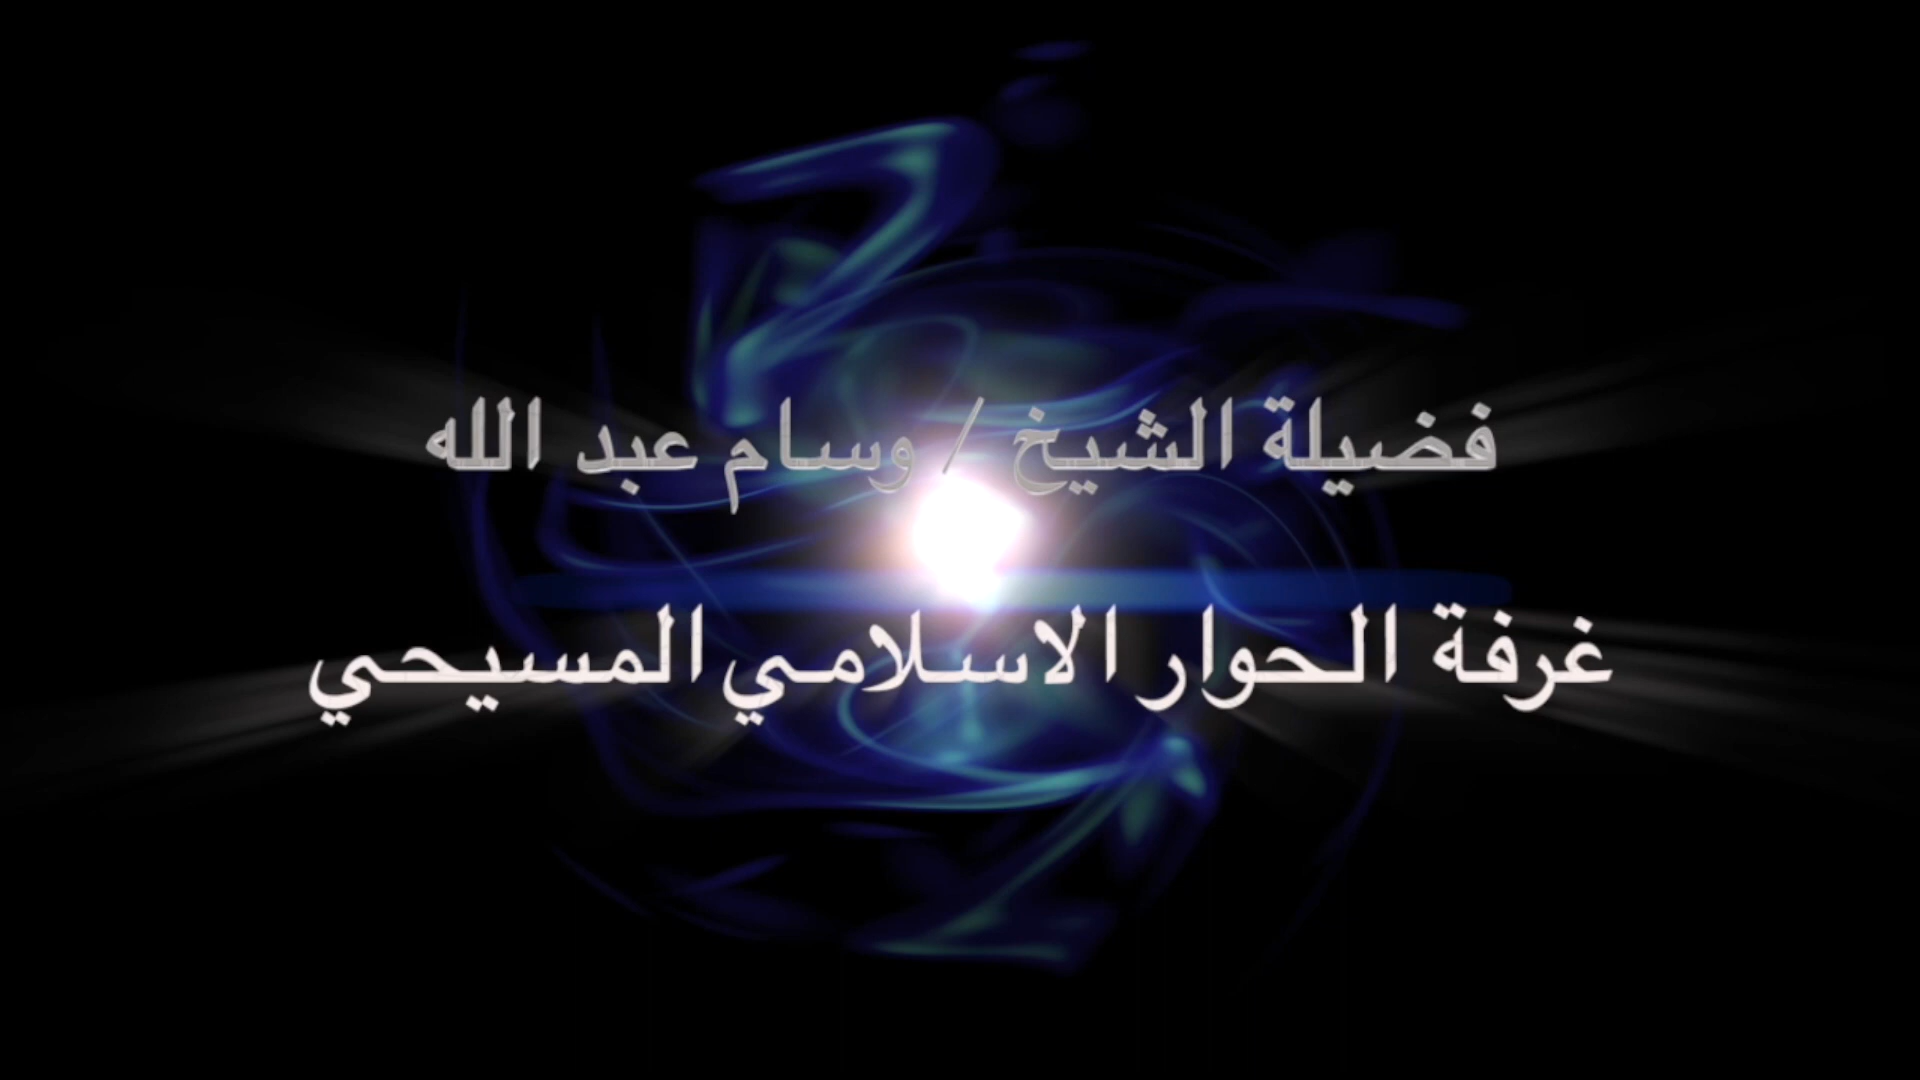 فضيلة الشيخ / وسام عبد الله
غرفة الحوار الاسلامي المسيحي